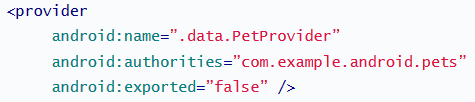 <provider
android:name=”.data.PetProvider”
android:authorities=”com.example.android.pets”
android:exported=”false” />